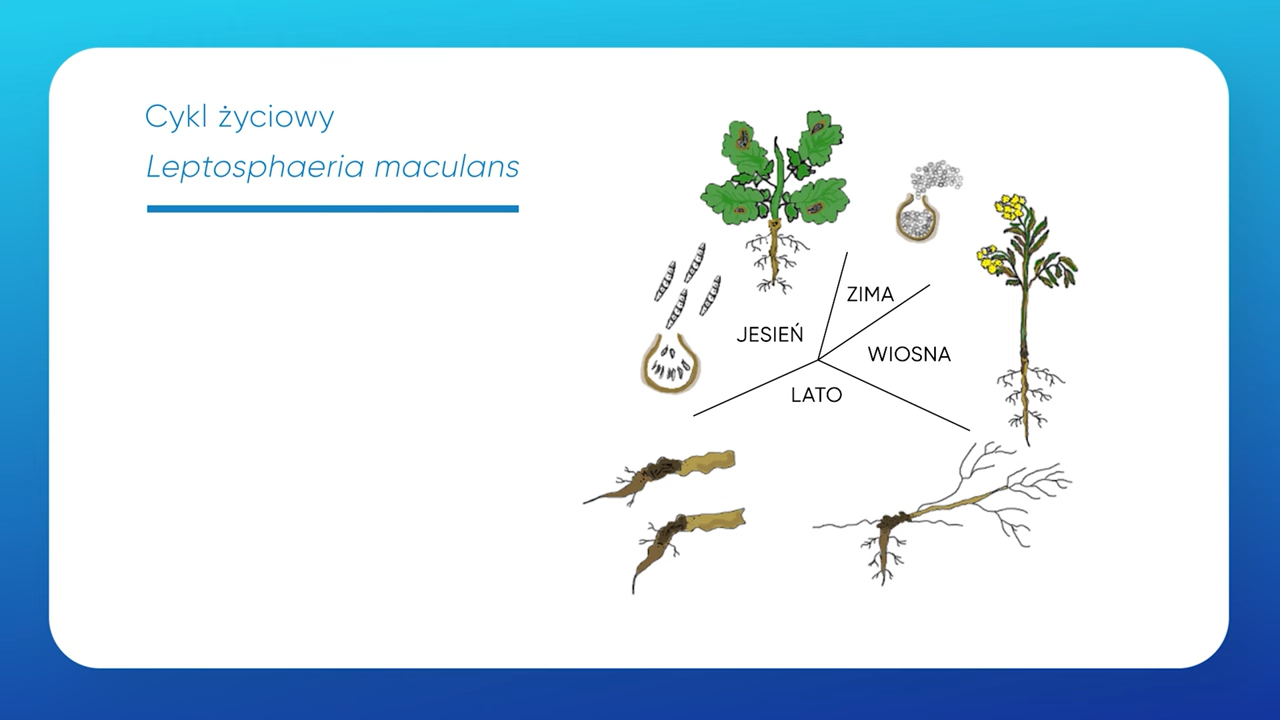 Cykl życiowy
Leptosphaeria maculans
ZIMA
JESIEŃ
WIOSNA
LATO